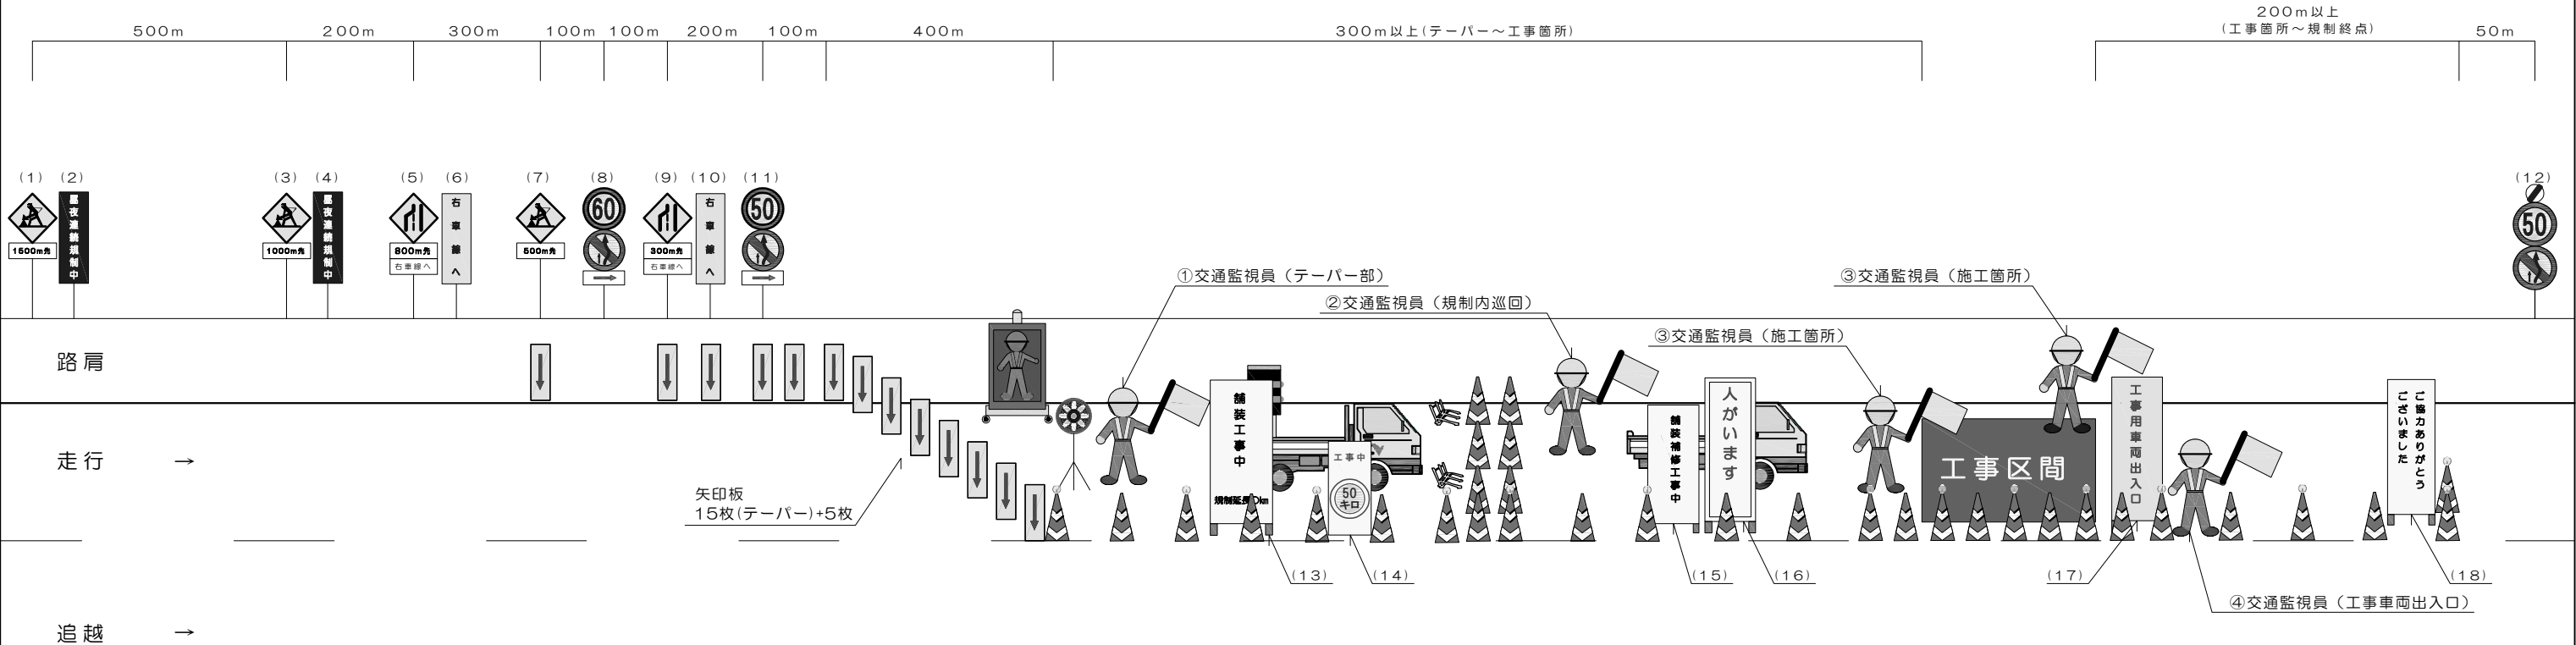 500m
200m
300m
100m
100m
200m
100m
400m
300m以上(テーパー～工事箇所)
200m以上
(工事箇所～規制終点)
50m
(1)
(2)
(3)
(4)
(5)
(6)
(7)
(8)
(9)
(10)
(11)
(12)
1500m先
昼夜連続規制中
1000m先
昼夜連続規制中
800m先
右車線へ
右車線へ
500m先
60
300m先
右車線へ
右車線へ
50
50
①交通監視員（テーパー部）
②交通監視員（規制内巡回）
③交通監視員（施工箇所）
③交通監視員（施工箇所）
路肩
走行　→
追越　→
矢印板
15枚(テーパー)+5枚
舗装工事中
規制延長〇km
工事中
50
キロ
舗装補修工事中
人がいます
工事区間
工事用車両出入口
ご協力ありがとう
ございました
(13)
(14)
(15)
(16)
(17)
(18)
④交通監視員（工事車両出入口）